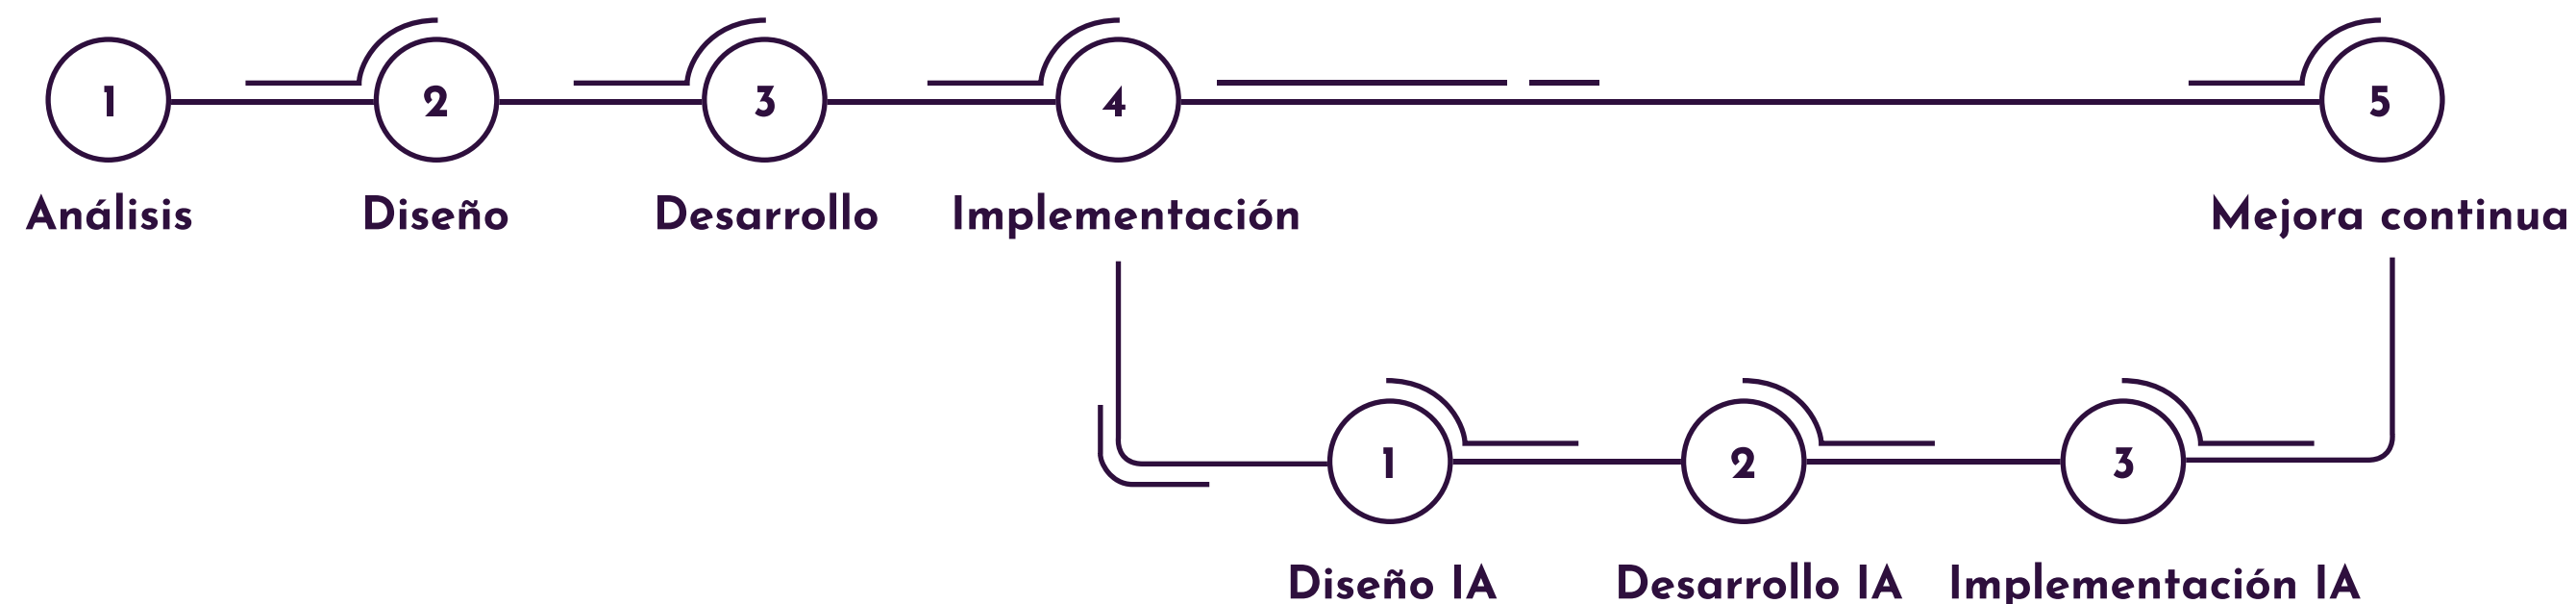 1 2 3 4 5
Análisis Diseño Desarrollo Implementación Mejora continua
1 2 3
Diseño IA Desarrollo IA Implementación IA